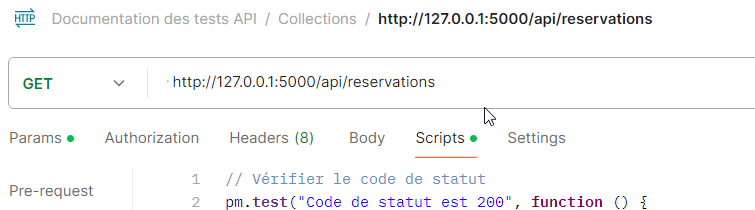 HTTP Documentation des tests API / Collections / http://127.0.0.1:5000/api/reservations
GET http://127.0.0.1:5000/api/reservations
Params Authorization Headers (8) Body Scripts Settings
Pre-request
1 // Vérifier le code de statut
2 pm.test("Code de statut est 200", function () {